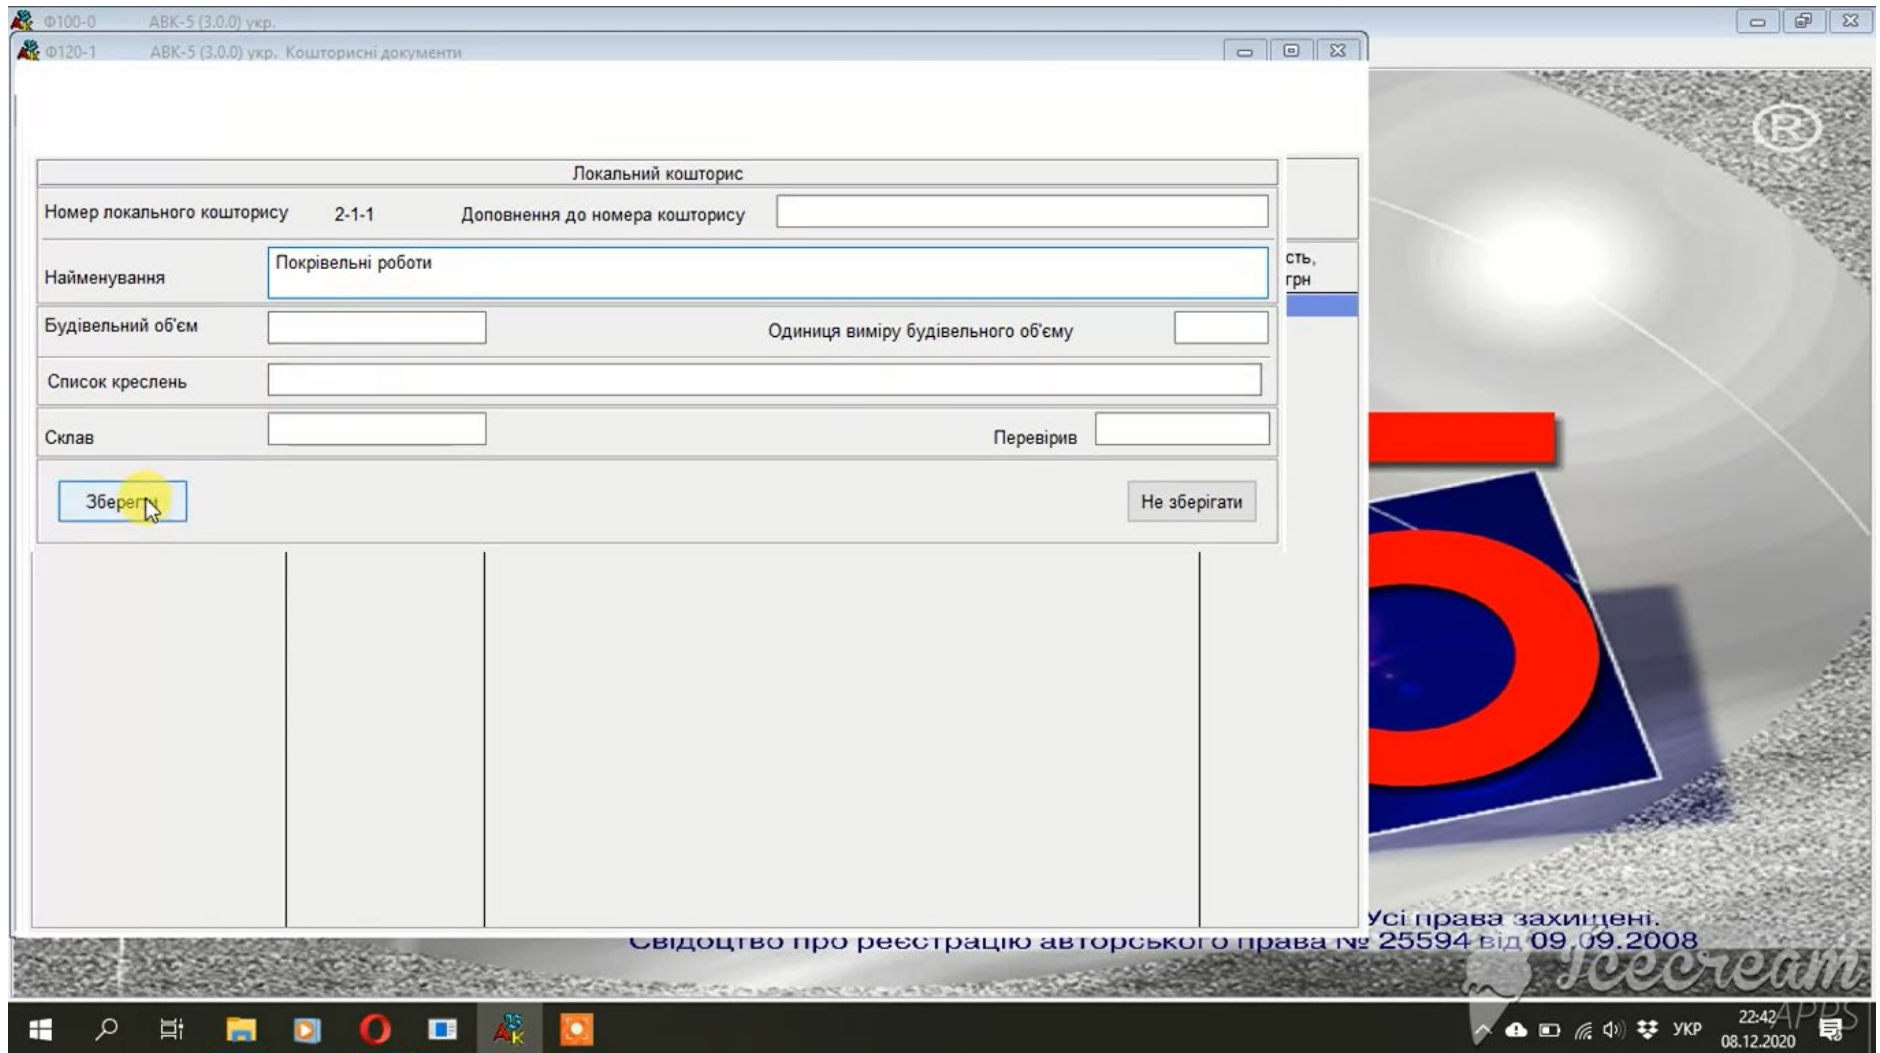 Ф100-0 АВК-5 (3.0.0) укр.
Ф120-1 АВК-5 (3.0.0) укр. Кошторисні документи
®
Локальний кошторис
Номер локального кошторису 2-1-1 Доповнення до номера кошторису
Найменування Покрівельні роботи
сть,
грн
Будівельний об'єм Одиниця виміру будівельного об'єму
Список креслень
Склав Перевірив
Зберегти Не зберігати
Усі права захищені.
Свідоцтво про реєстрацію авторського права № 25594 від 09.09.2008
Icecream
APPS
УКР 22:42
08.12.2020